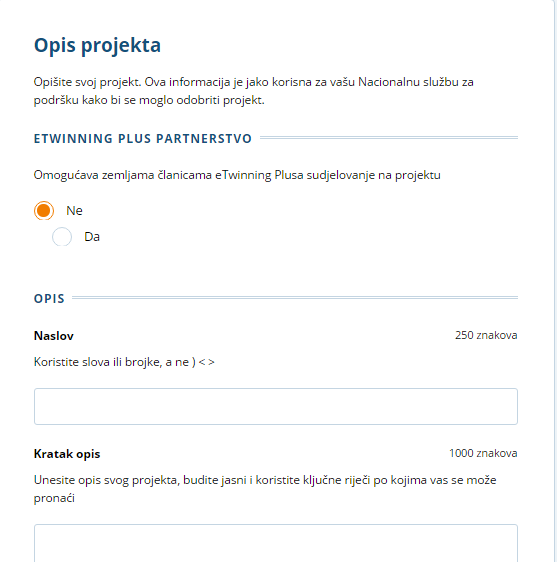 Opis projekta
Opišite svoj projekt. Ova informacija je jako korisna za vašu Nacionalnu službu za
podršku kako bi se moglo odobriti projekt.
ETWINNING PLUS PARTNERSTVO
Omogućava zemljama članicama eTwinning Plusa sudjelovanje na projektu
Ne
Da
OPIS
Naslov 250 znakova
Koristite slova ili brojke, a ne ) < >
Kratak opis 1000 znakova
Unesite opis svog projekta, budite jasni i koristite ključne riječi po kojima vas se može
pronaći